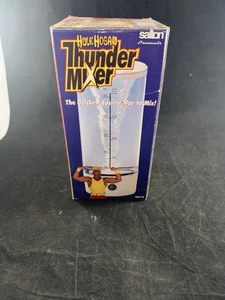 HULK HOGAN
Thunder
Mixer
salton
Presents
The Quickest Easiest Way to Mix!